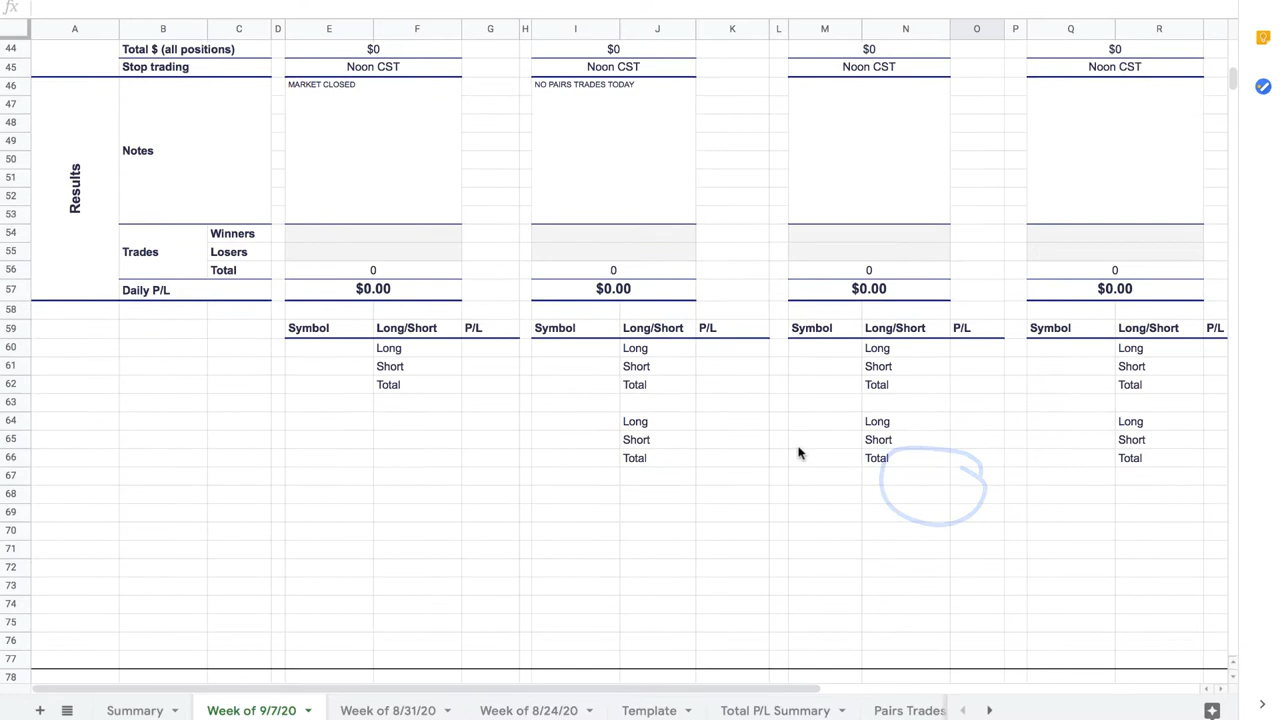 fx
A B C D E F G H I J K L M N O P Q R
44 Total $ (all positions) $0 $0 $0 $0
45 Stop trading Noon CST Noon CST Noon CST Noon CST
46 MARKET CLOSED NO PAIRS TRADES TODAY
47
48
49
50 Notes
51
Results
52
53
54 Winners
55 Trades Losers
56 Total 0 0 0 0
57 Daily P/L $0.00 $0.00 $0.00 $0.00
58
59 Symbol Long/Short P/L Symbol Long/Short P/L Symbol Long/Short P/L Symbol Long/Short P/L
60 Long Long Long Long
61 Short Short Short Short
62 Total Total Total Total
63
64 Long Long Long
65 Short Short Short
66 Total Total Total
67
68
69
70
71
72
73
74
75
76
77
78
+ Summary Week of 9/7/20 Week of 8/31/20 Week of 8/24/20 Template Total P/L Summary Pairs Trades